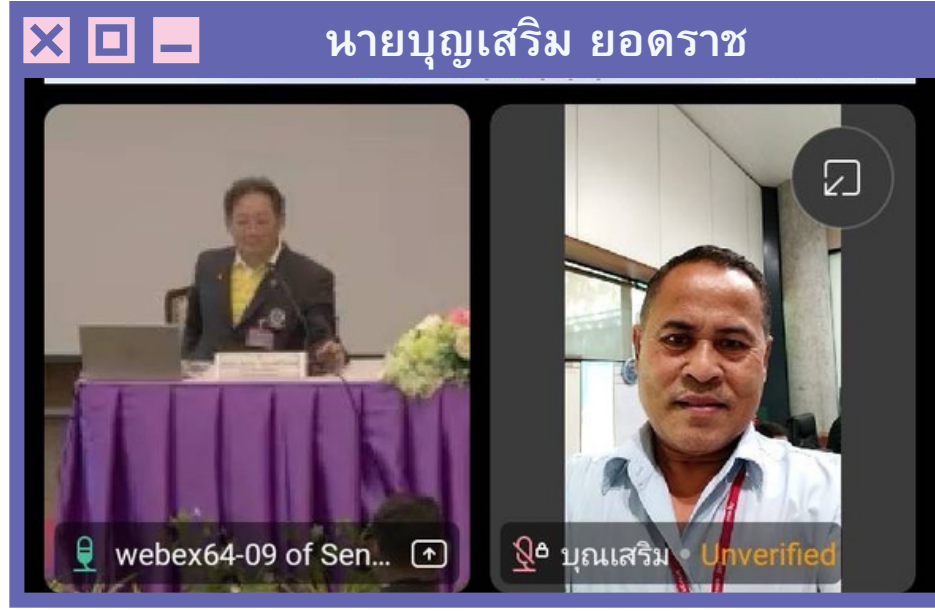 นายบุญเสริม ยอดราช
webex64-09 of Sen...
บุณเสริม • Unverified